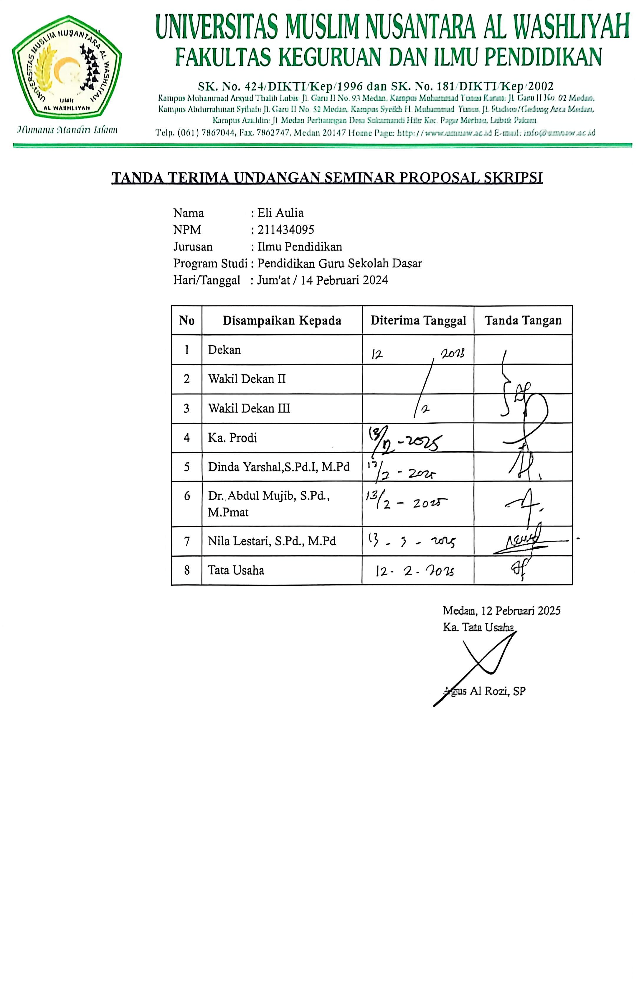 UNIVERSITAS MUSLIM NUSANTARA AL WASHLIYAH
FAKULTAS KEGURUAN DAN ILMU PENDIDIKAN
SK. No. 424/DIKTI/Kep/1996 dan SK. No. 181/DIKTI/Kep/2002
Kampus Muhammad Arsyad Thalib Lubis: Jl. Garu II No. 93 Medan, Kampus Muhammad Jl. Garu II No. 02 Medan,
Kampus Abdurrahman Syihab: Jl. Garu II No. 52 Medan, Kampus Syeikh H. Muhammad Yunus, Jl. Medan,
Kampus Azuldin: Jl. Medan Perbaungan Desa Sukamandi Hilir Kec. Pagar Merbau, Lubuk Pakam
Telp. (061) 7867044, Fax. 7862747, Medan 20147 Home Page: http://www.umnaw.ac.id E-mail: info@umnaw.ac.id
UNIVERSITAS MUSLIM NUSANTARA AL WASHLIYAH
UMN
AL WASHLIYAH
Humanis Mandiri Islami
TANDA TERIMA UNDANGAN SEMINAR PROPOSAL SKRIPSI
Nama : Eli Aulia
NPM : 211434095
Jurusan : Ilmu Pendidikan
Program Studi : Pendidikan Guru Sekolah Dasar
Hari/Tanggal : Jum'at / 14 Pebruari 2024
No Disampaikan Kepada Diterima Tanggal Tanda Tangan
1 Dekan 12 / 2025
2 Wakil Dekan II
3 Wakil Dekan III 2
4 Ka. Prodi 13/2 - 2025
5 Dinda Yarshal,S.Pd.I, M.Pd 13/2 - 2025
6 Dr. Abdul Mujib, S.Pd., 13/2 - 2025
M.Pmat
7 Nila Lestari, S.Pd., M.Pd 13 - 3 - 2025
8 Tata Usaha 12 - 2 - 2025
Medan, 12 Pebruari 2025
Ka. Tata Usaha
Agus Al Rozi, SP